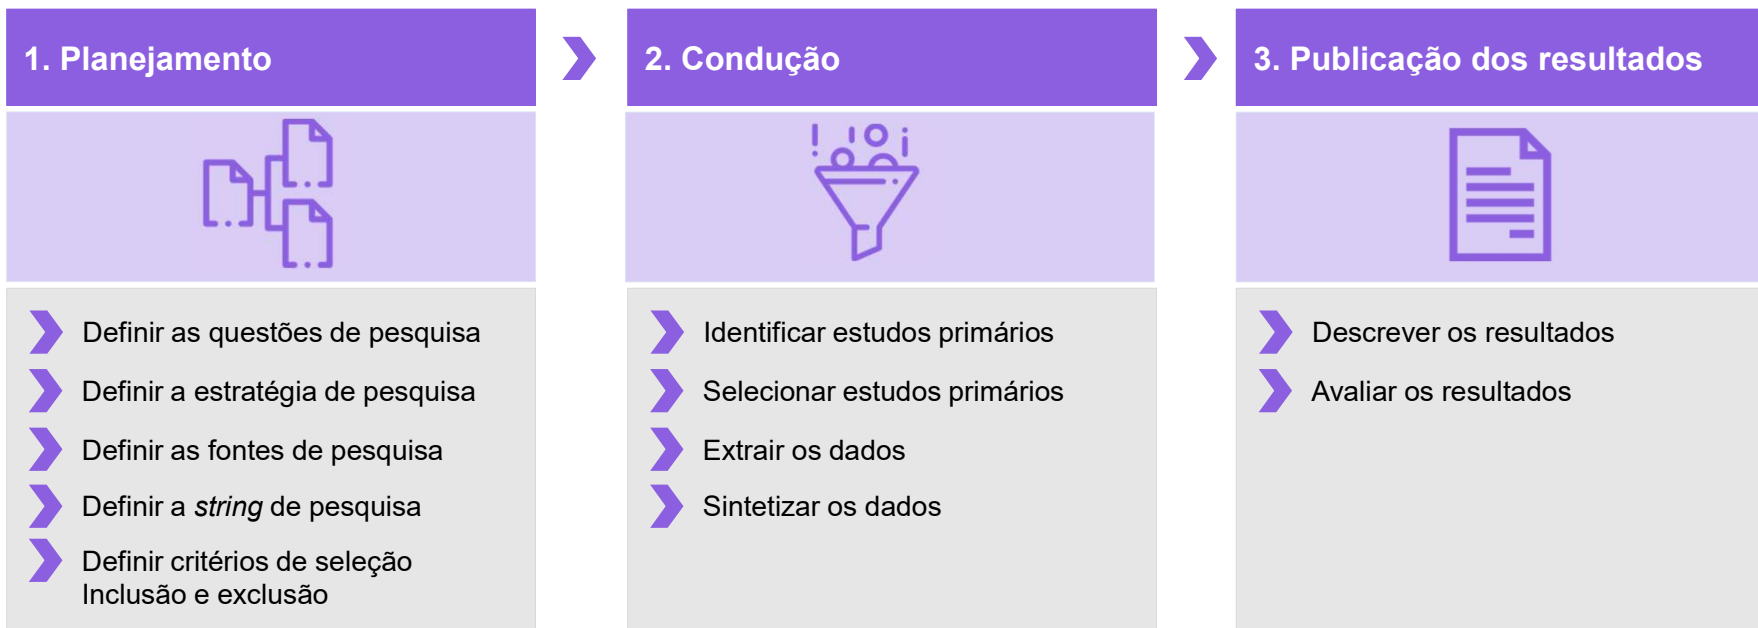 1. Planejamento
Definir as questões de pesquisa
Definir a estratégia de pesquisa
Definir as fontes de pesquisa
Definir a string de pesquisa
Definir critérios de seleção
Inclusão e exclusão
2. Condução
Identificar estudos primários
Selecionar estudos primários
Extrair os dados
Sintetizar os dados
3. Publicação dos resultados
Descrever os resultados
Avaliar os resultados